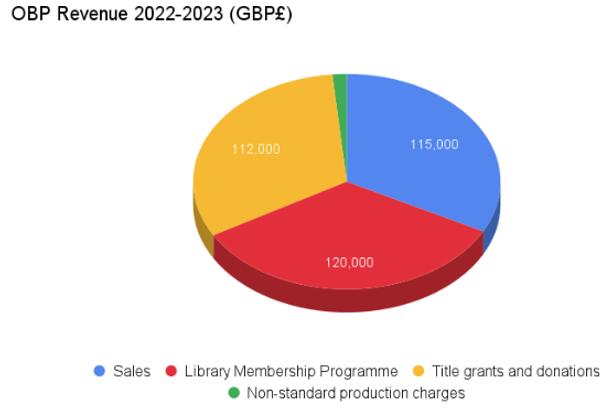 OBP Revenue 2022-2023 (GBP£)
112,000
115,000
120,000
Sales Library Membership Programme Title grants and donations
Non-standard production charges